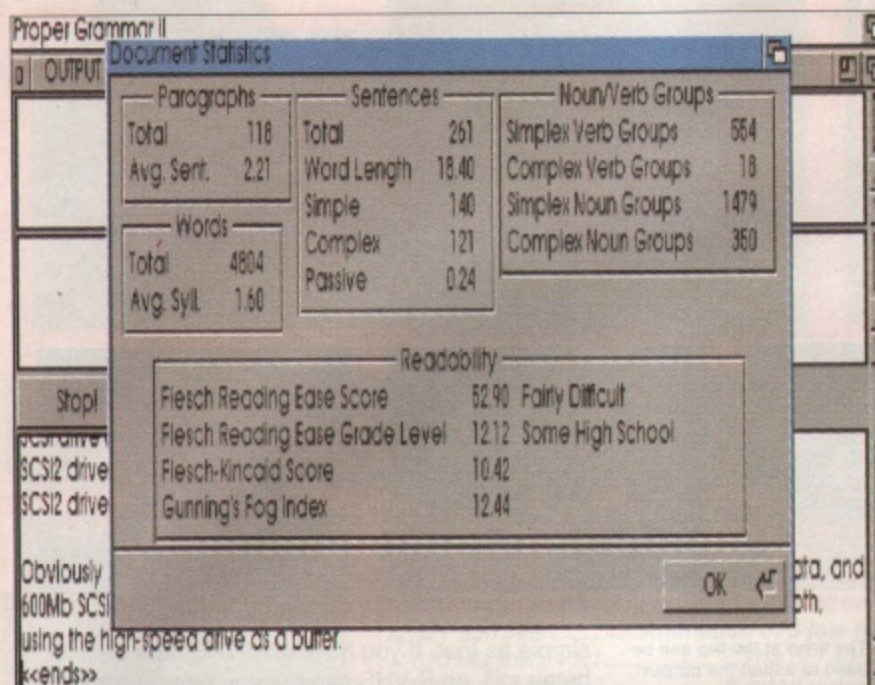 Proper Grammar II
Document Statistics
OUTPUT
Paragraphs
Total 118
Avg. Sent. 2.21
Words
Total 4804
Avg. Syll. 1.60
Sentences
Total 261
Word Length 18.40
Simple 140
Complex 121
Passive 0.24
Noun/Verb Groups
Simplex Verb Groups 554
Complex Verb Groups 18
Simplex Noun Groups 1479
Complex Noun Groups 350
Readability
Flesch Reading Ease Score 52.90 Fairly Difficult
Flesch Reading Ease Grade Level 12.12 Some High School
Flesch-Kincaid Score 10.42
Gunning's Fog Index 12.44
OK
Stop!
SCSI2 drive
SCSI2 drive
Obviously ata, and
600Mb SCSI oth,
using the high-speed drive as a buffer.
<<ends>>